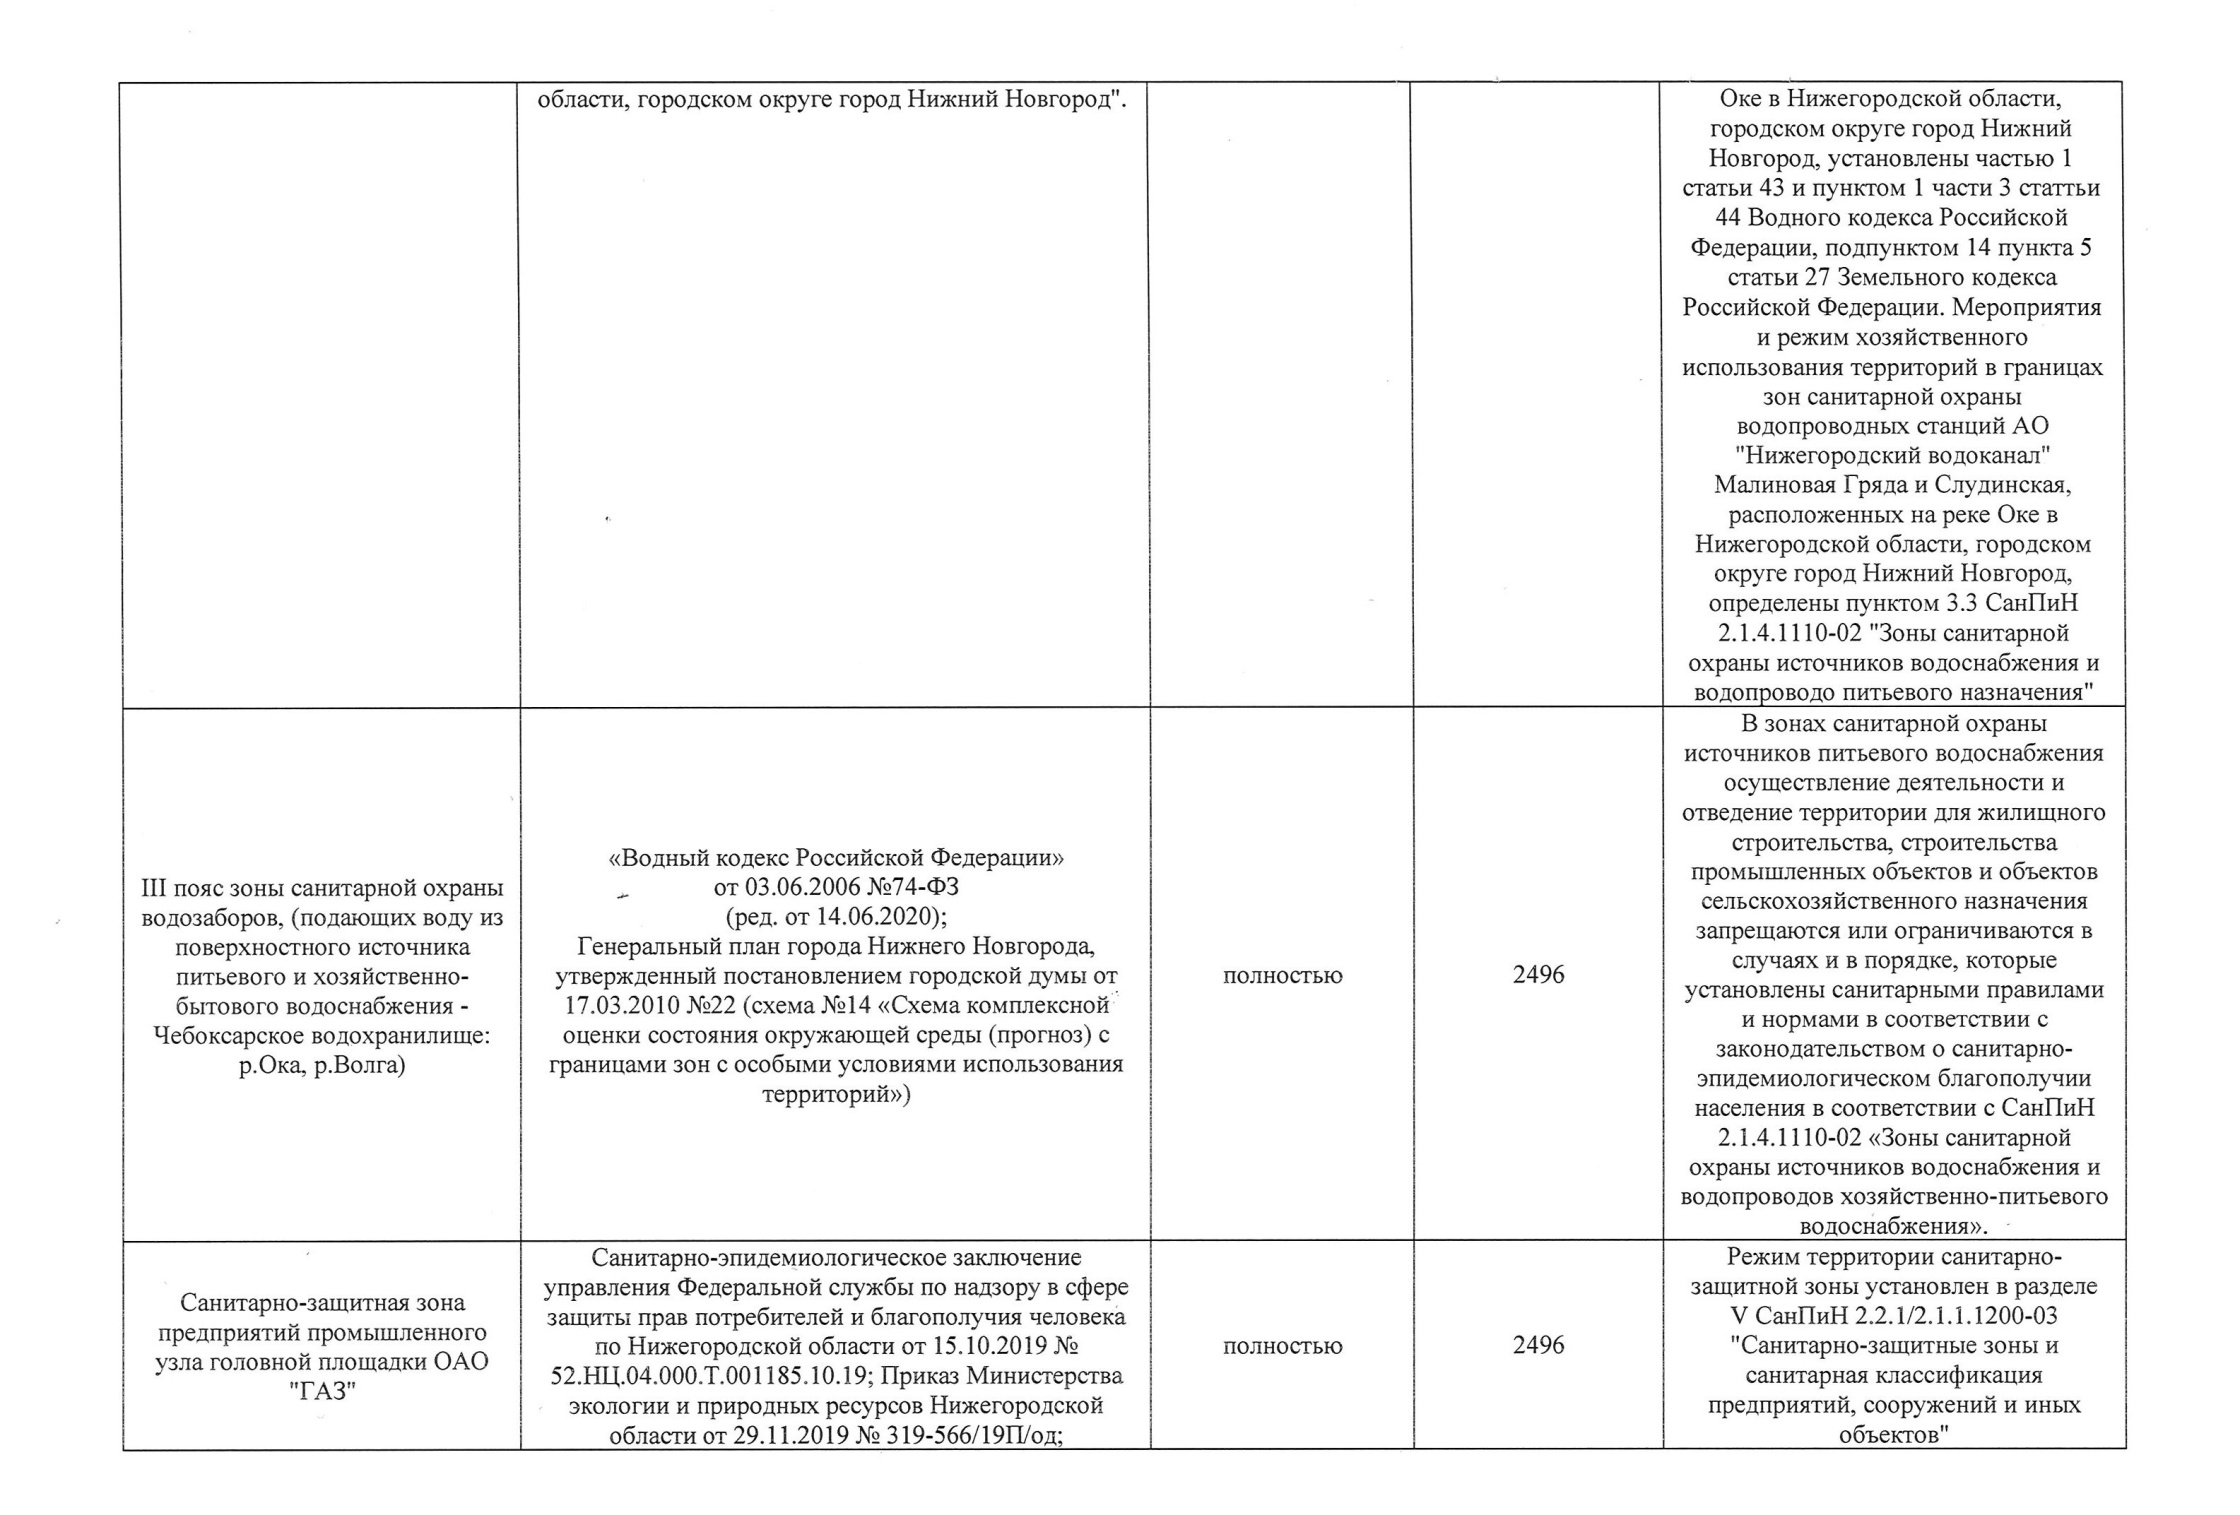 области, городском округе город Нижний Новгород".
Оке в Нижегородской области,
городском округе город Нижний
Новгород, установлены частью 1
статьи 43 и пунктом 1 части 3 статтьи
44 Водного кодекса Российской
Федерации, подпунктом 14 пункта 5
статьи 27 Земельного кодекса
Российской Федерации. Мероприятия
и режим хозяйственного
использования территорий в границах
зон санитарной охраны
водопроводных станций АО
"Нижегородский водоканал"
Малиновая Гряда и Слудинская,
расположенных на реке Оке в
Нижегородской области, городском
округе город Нижний Новгород,
определены пунктом 3.3 СанПиН
2.1.4.1110-02 "Зоны санитарной
охраны источников водоснабжения и
водопроводо питьевого назначения"
III пояс зоны санитарной охраны
водозаборов, (подающих воду из
поверхностного источника
питьевого и хозяйственно-
бытового водоснабжения -
Чебоксарское водохранилище:
р.Ока, р.Волга)
«Водный кодекс Российской Федерации»
от 03.06.2006 №74-ФЗ
(ред. от 14.06.2020);
Генеральный план города Нижнего Новгорода,
утвержденный постановлением городской думы от
17.03.2010 №22 (схема №14 «Схема комплексной
оценки состояния окружающей среды (прогноз) с
границами зон с особыми условиями использования
территорий»)
полностью
2496
В зонах санитарной охраны
источников питьевого водоснабжения
осуществление деятельности и
отведение территории для жилищного
строительства, строительства
промышленных объектов и объектов
сельскохозяйственного назначения
запрещаются или ограничиваются в
случаях и в порядке, которые
установлены санитарными правилами
и нормами в соответствии с
законодательством о санитарно-
эпидемиологическом благополучии
населения в соответствии с СанПиН
2.1.4.1110-02 «Зоны санитарной
охраны источников водоснабжения и
водопроводов хозяйственно-питьевого
водоснабжения».
Санитарно-защитная зона
предприятий промышленного
узла головной площадки ОАО
"ГАЗ"
Санитарно-эпидемиологическое заключение
управления Федеральной службы по надзору в сфере
защиты прав потребителей и благополучия человека
по Нижегородской области от 15.10.2019 №
52.НЦ.04.000.Т.001185.10.19; Приказ Министерства
экологии и природных ресурсов Нижегородской
области от 29.11.2019 № 319-566/19П/од;
полностью
2496
Режим территории санитарно-
защитной зоны установлен в разделе
V СанПиН 2.2.1/2.1.1.1200-03
"Санитарно-защитные зоны и
санитарная классификация
предприятий, сооружений и иных
объектов"